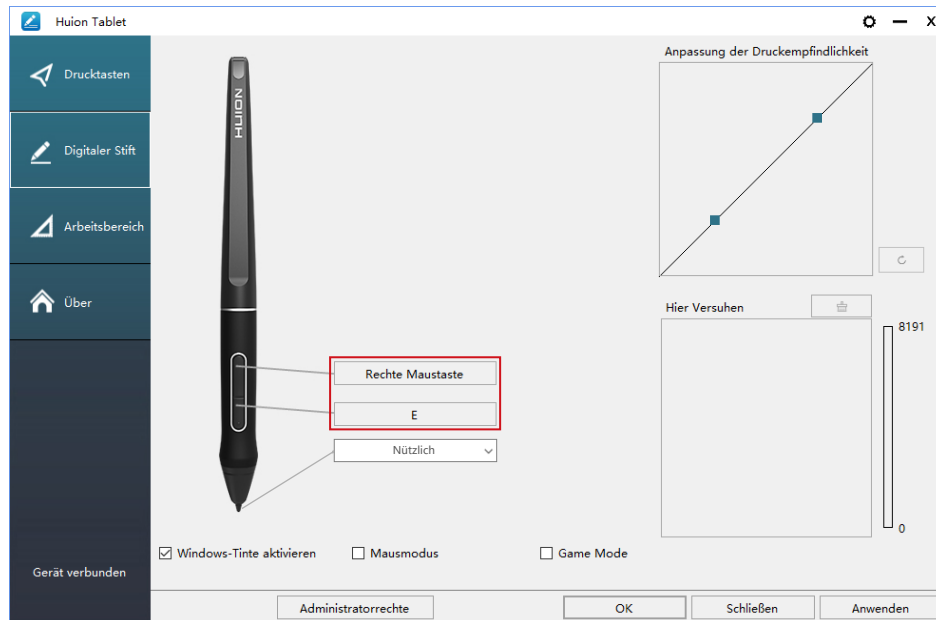 Huion Tablet
Drucktasten
Digitaler Stift
Arbeitsbereich
Über
Gerät verbunden
HUION
Rechte Maustaste
E
Nützlich
Anpassung der Druckempfindlichkeit
Hier Versuhen
8191
0
Windows-Tinte aktivieren
Mausmodus
Game Mode
Administratorrechte
OK
Schließen
Anwenden